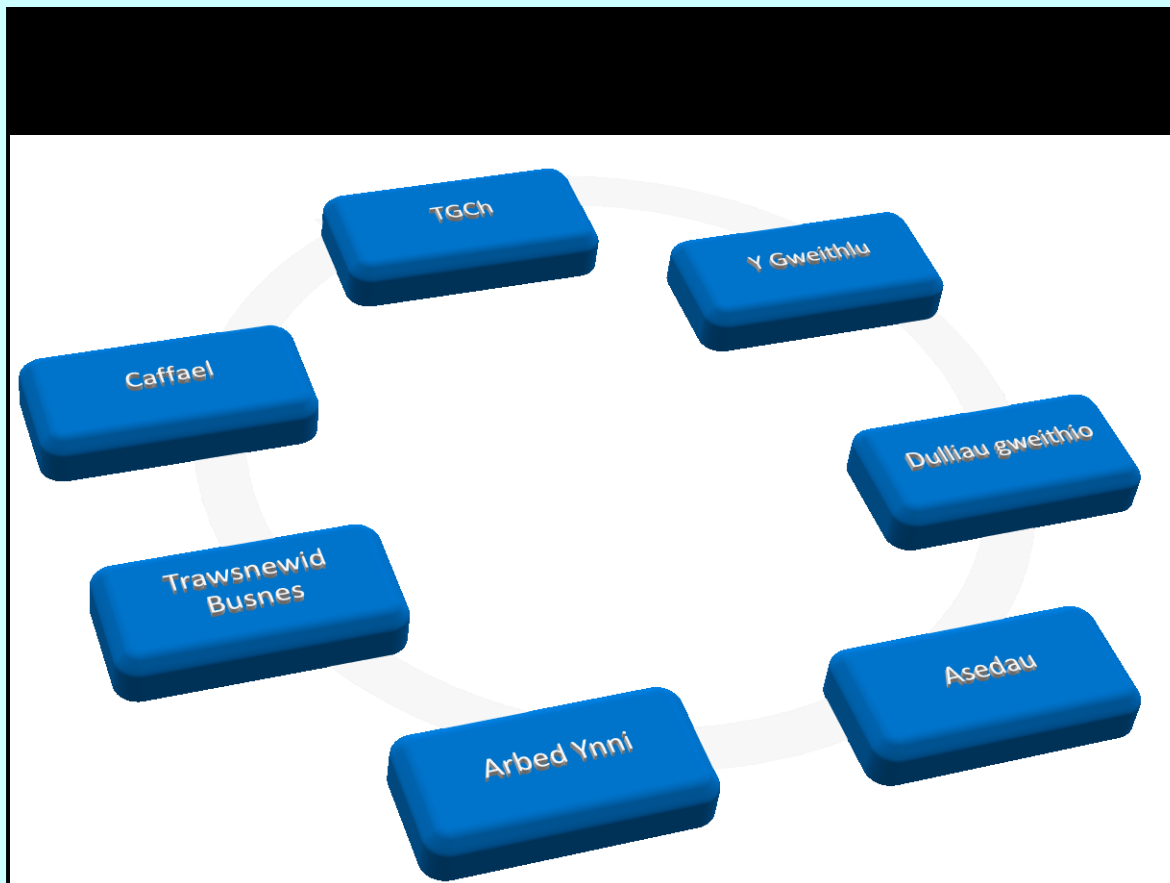 TGCh
Y Gweithlu
Dulliau gweithio
Asedau
Arbed Ynni
Trawsnewid
Busnes
Caffael